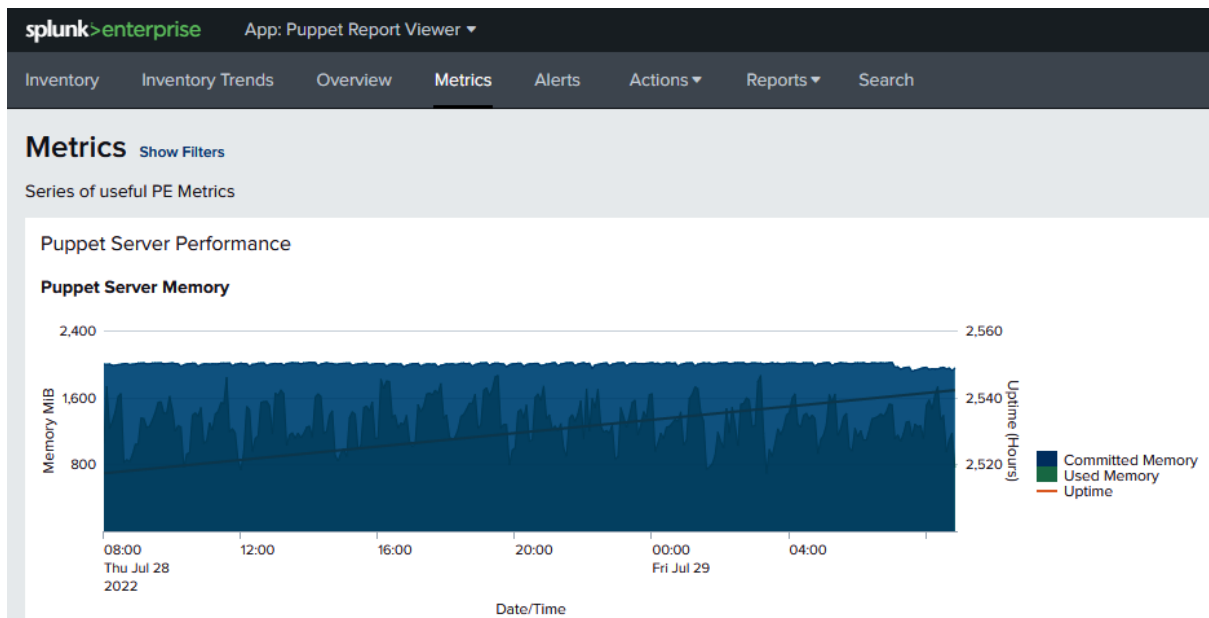 splunk>enterprise App: Puppet Report Viewer ▾
Inventory Inventory Trends Overview Metrics Alerts Actions ▾ Reports ▾ Search
Metrics Show Filters
Series of useful PE Metrics
Puppet Server Performance
Puppet Server Memory
2,400
1,600
800
Memory MiB
2,560
2,540
2,520
Uptime (Hours)
Committed Memory
Used Memory
Uptime
08:00 12:00 16:00 20:00 00:00 04:00
Thu Jul 28 Fri Jul 29
2022
Date/Time